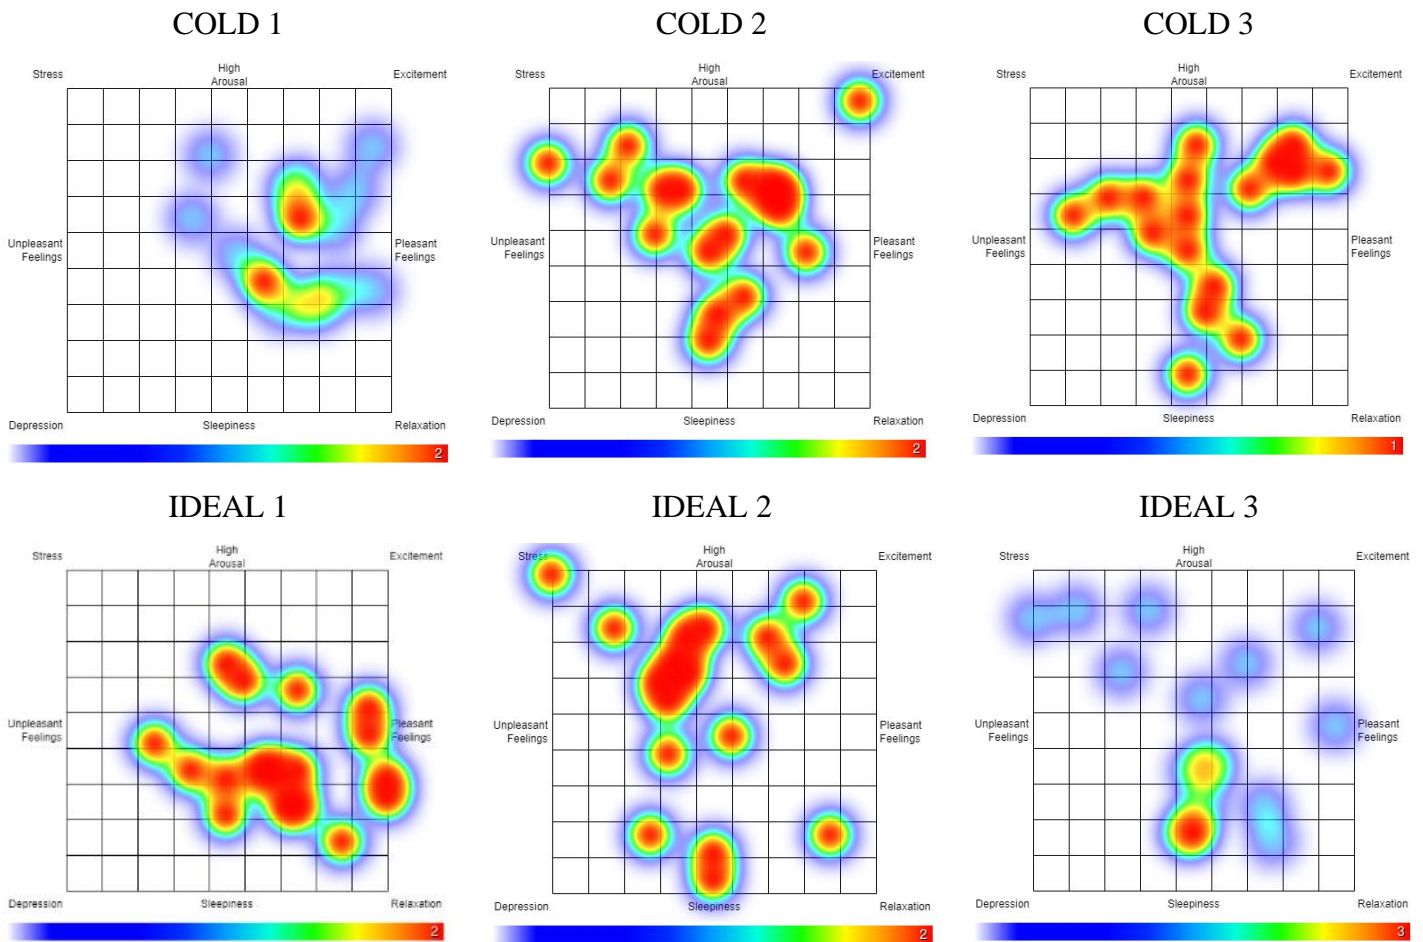 COLD 1
COLD 2
COLD 3
Stress
High
Arousal
Excitement
Unpleasant
Feelings
Pleasant
Feelings
Depression
Sleepiness
Relaxation
2
Stress
High
Arousal
Excitement
Unpleasant
Feelings
Pleasant
Feelings
Depression
Sleepiness
Relaxation
2
Stress
High
Arousal
Excitement
Unpleasant
Feelings
Pleasant
Feelings
Depression
Sleepiness
Relaxation
1
IDEAL 1
IDEAL 2
IDEAL 3
Stress
High
Arousal
Excitement
Unpleasant
Feelings
Pleasant
Feelings
Depression
Sleepiness
Relaxation
2
Stress
High
Arousal
Excitement
Unpleasant
Feelings
Pleasant
Feelings
Depression
Sleepiness
Relaxation
2
Stress
High
Arousal
Excitement
Unpleasant
Feelings
Pleasant
Feelings
Depression
Sleepiness
Relaxation
3